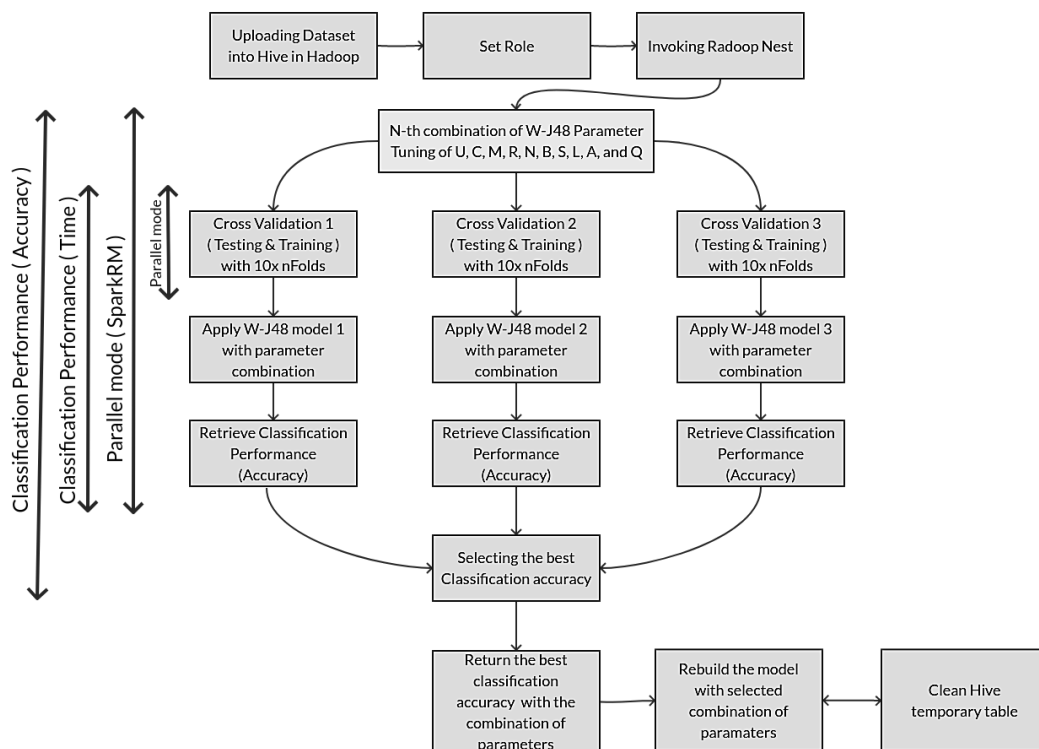 Uploading Dataset
into Hive in Hadoop
Set Role
Invoking Radoop Nest
N-th combination of W-J48 Parameter
Tuning of U, C, M, R, N, B, S, L, A, and Q
Classification Performance ( Accuracy )
Classification Performance ( Time )
Parallel mode ( SparkRM )
Parallel mode
Cross Validation 1
( Testing & Training )
with 10x nFolds
Cross Validation 2
( Testing & Training )
with 10x nFolds
Cross Validation 3
( Testing & Training )
with 10x nFolds
Apply W-J48 model 1
with parameter
combination
Apply W-J48 model 2
with parameter
combination
Apply W-J48 model 3
with parameter
combination
Retrieve Classification
Performance
(Accuracy)
Retrieve Classification
Performance
(Accuracy)
Retrieve Classification
Performance
(Accuracy)
Selecting the best
Classification accuracy
Return the best
classification
accuracy with the
combination of
parameters
Rebuild the model
with selected
combination of
paramaters
Clean Hive
temporary table